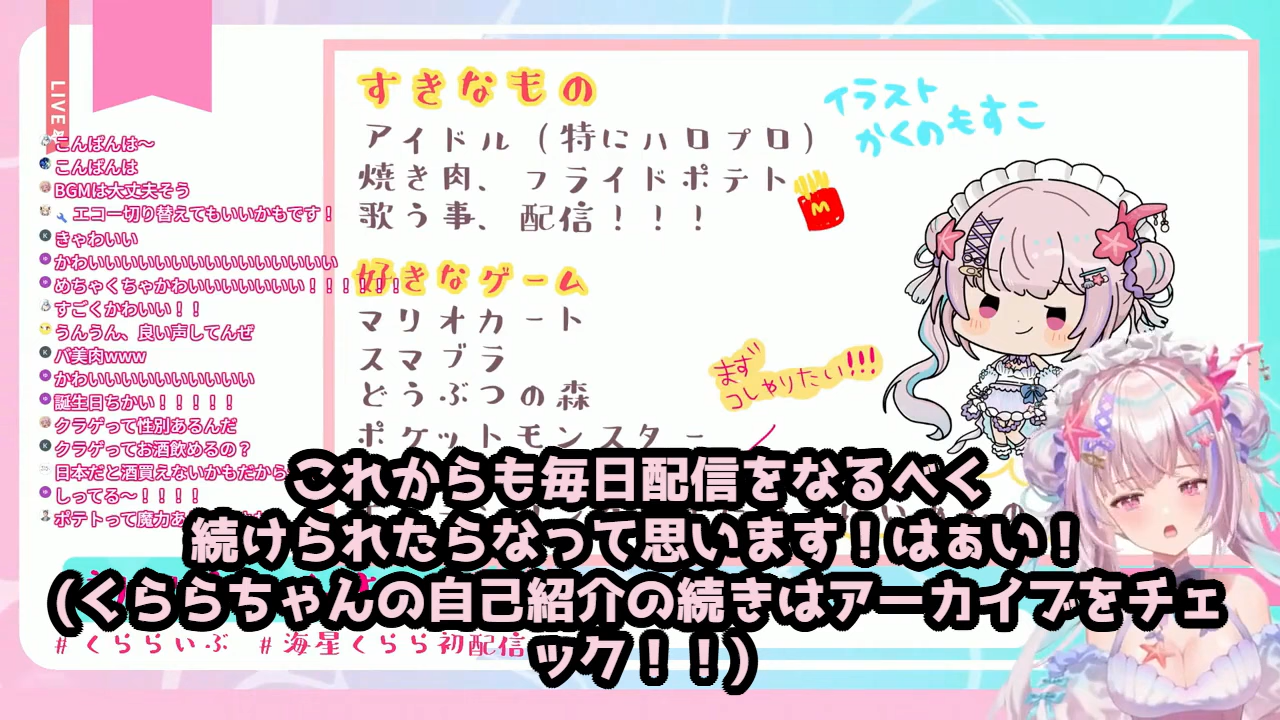 LIVE
こんばんは〜
こんばんは
BGMは大丈夫そう
エコー切り替えてもいいかもです！
きゃわいい
かわいいいいいいいいいいいいいい
めちゃくちゃかわいいいいいいい！！！！！！
すごくかわいい！！
うんうん、良い声してんぜ
バ美肉www
かわいいいいいいいいいい
誕生日ちかい！！！！！
クラゲって性別あるんだ
クラゲってお酒飲めるの？
日本だと酒買えないかもだから
しってる〜！！！！
ポテトって魔力あ
すきなもの
アイドル（特にハロプロ）
焼き肉、フライドポテト
歌う事、配信！！！
好きなゲーム
マリオカート
スマブラ
どうぶつの森
ポケットモンスター
イラスト
かくのもすこ
まず
コレやりたい!!!
これからも毎日配信をなるべく
続けられたらなって思います！はぁい！
(くららちゃんの自己紹介の続きはアーカイブをチェ
ック！！)
#くららいぶ #海星くらら初配信